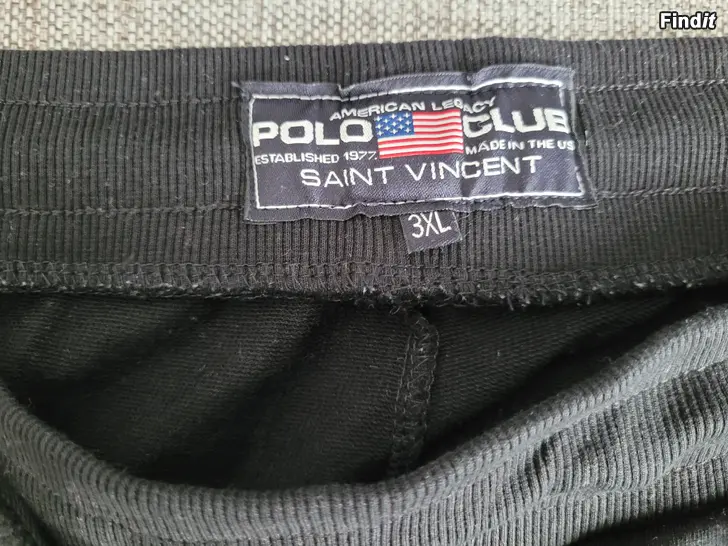 Findit
AMERICAN LEGACY
POLO CLUB
ESTABLISHED 1977. MADE IN THE US
SAINT VINCENT
3XL